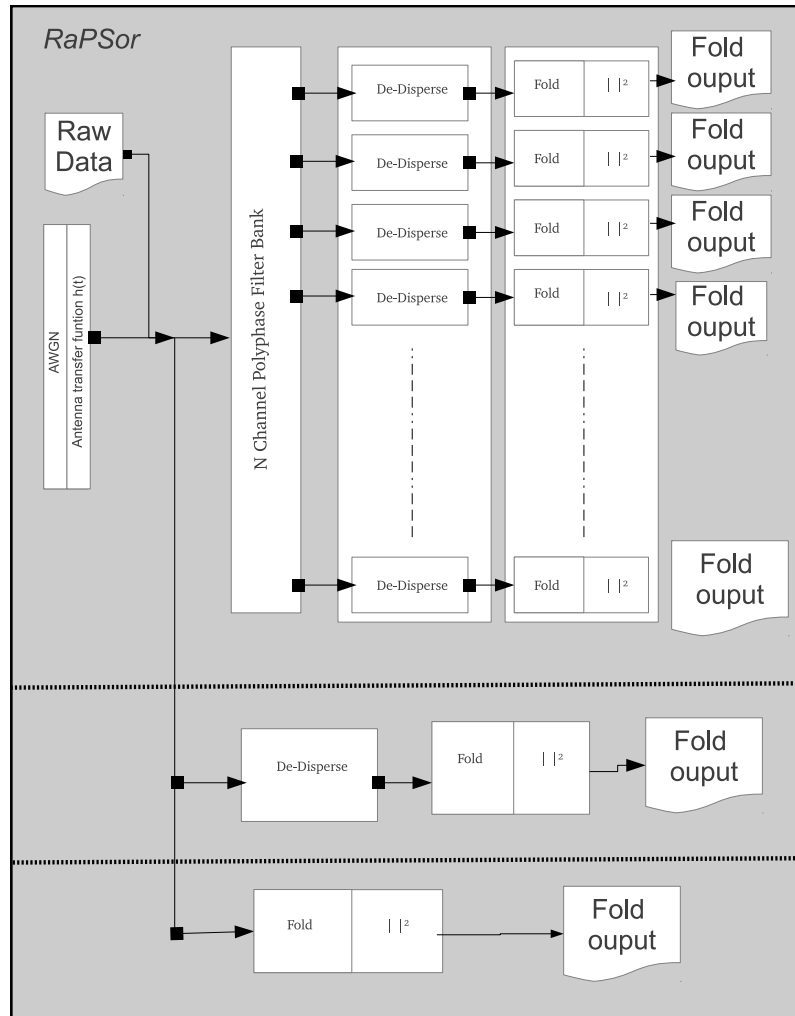 RaPSor
Raw
Data
AWGN
Antenna transfer funtion h(t)
N Channel Polyphase Filter Bank
De-Disperse
Fold
| |²
Fold
ouput
De-Disperse
Fold
| |²
Fold
ouput
De-Disperse
Fold
| |²
Fold
ouput
De-Disperse
Fold
| |²
Fold
ouput
De-Disperse
Fold
| |²
Fold
ouput
De-Disperse
Fold
| |²
Fold
ouput
Fold
| |²
Fold
ouput